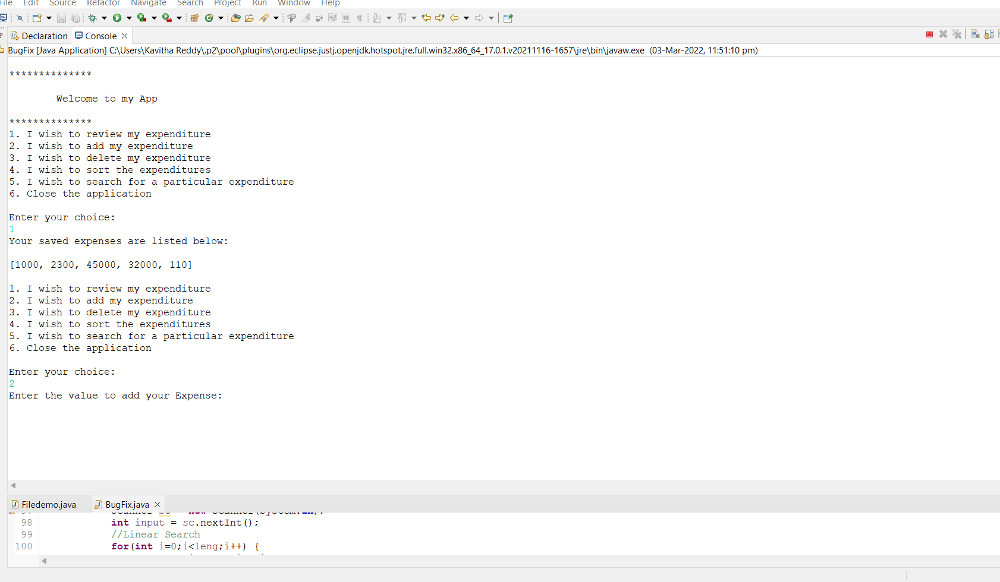 File Edit Source Refactor Navigate Search Project Run Window Help
Declaration Console
BugFix [Java Application] C:\Users\Kavitha Reddy\.p2\pool\plugins\org.eclipse.justj.openjdk.hotspot.jre.full.win32.x86_64_17.0.1.v20211116-1657\jre\bin\javaw.exe (03-Mar-2022, 11:51:10 pm)
**************
Welcome to my App
**************
1. I wish to review my expenditure
2. I wish to add my expenditure
3. I wish to delete my expenditure
4. I wish to sort the expenditures
5. I wish to search for a particular expenditure
6. Close the application
Enter your choice:
1
Your saved expenses are listed below:
[1000, 2300, 45000, 32000, 110]
1. I wish to review my expenditure
2. I wish to add my expenditure
3. I wish to delete my expenditure
4. I wish to sort the expenditures
5. I wish to search for a particular expenditure
6. Close the application
Enter your choice:
2
Enter the value to add your Expense:
Filedemo.java BugFix.java
97 Scanner sc = new Scanner(System.in);
98 int input = sc.nextInt();
99 //Linear Search
100 for(int i=0;i<leng;i++) {